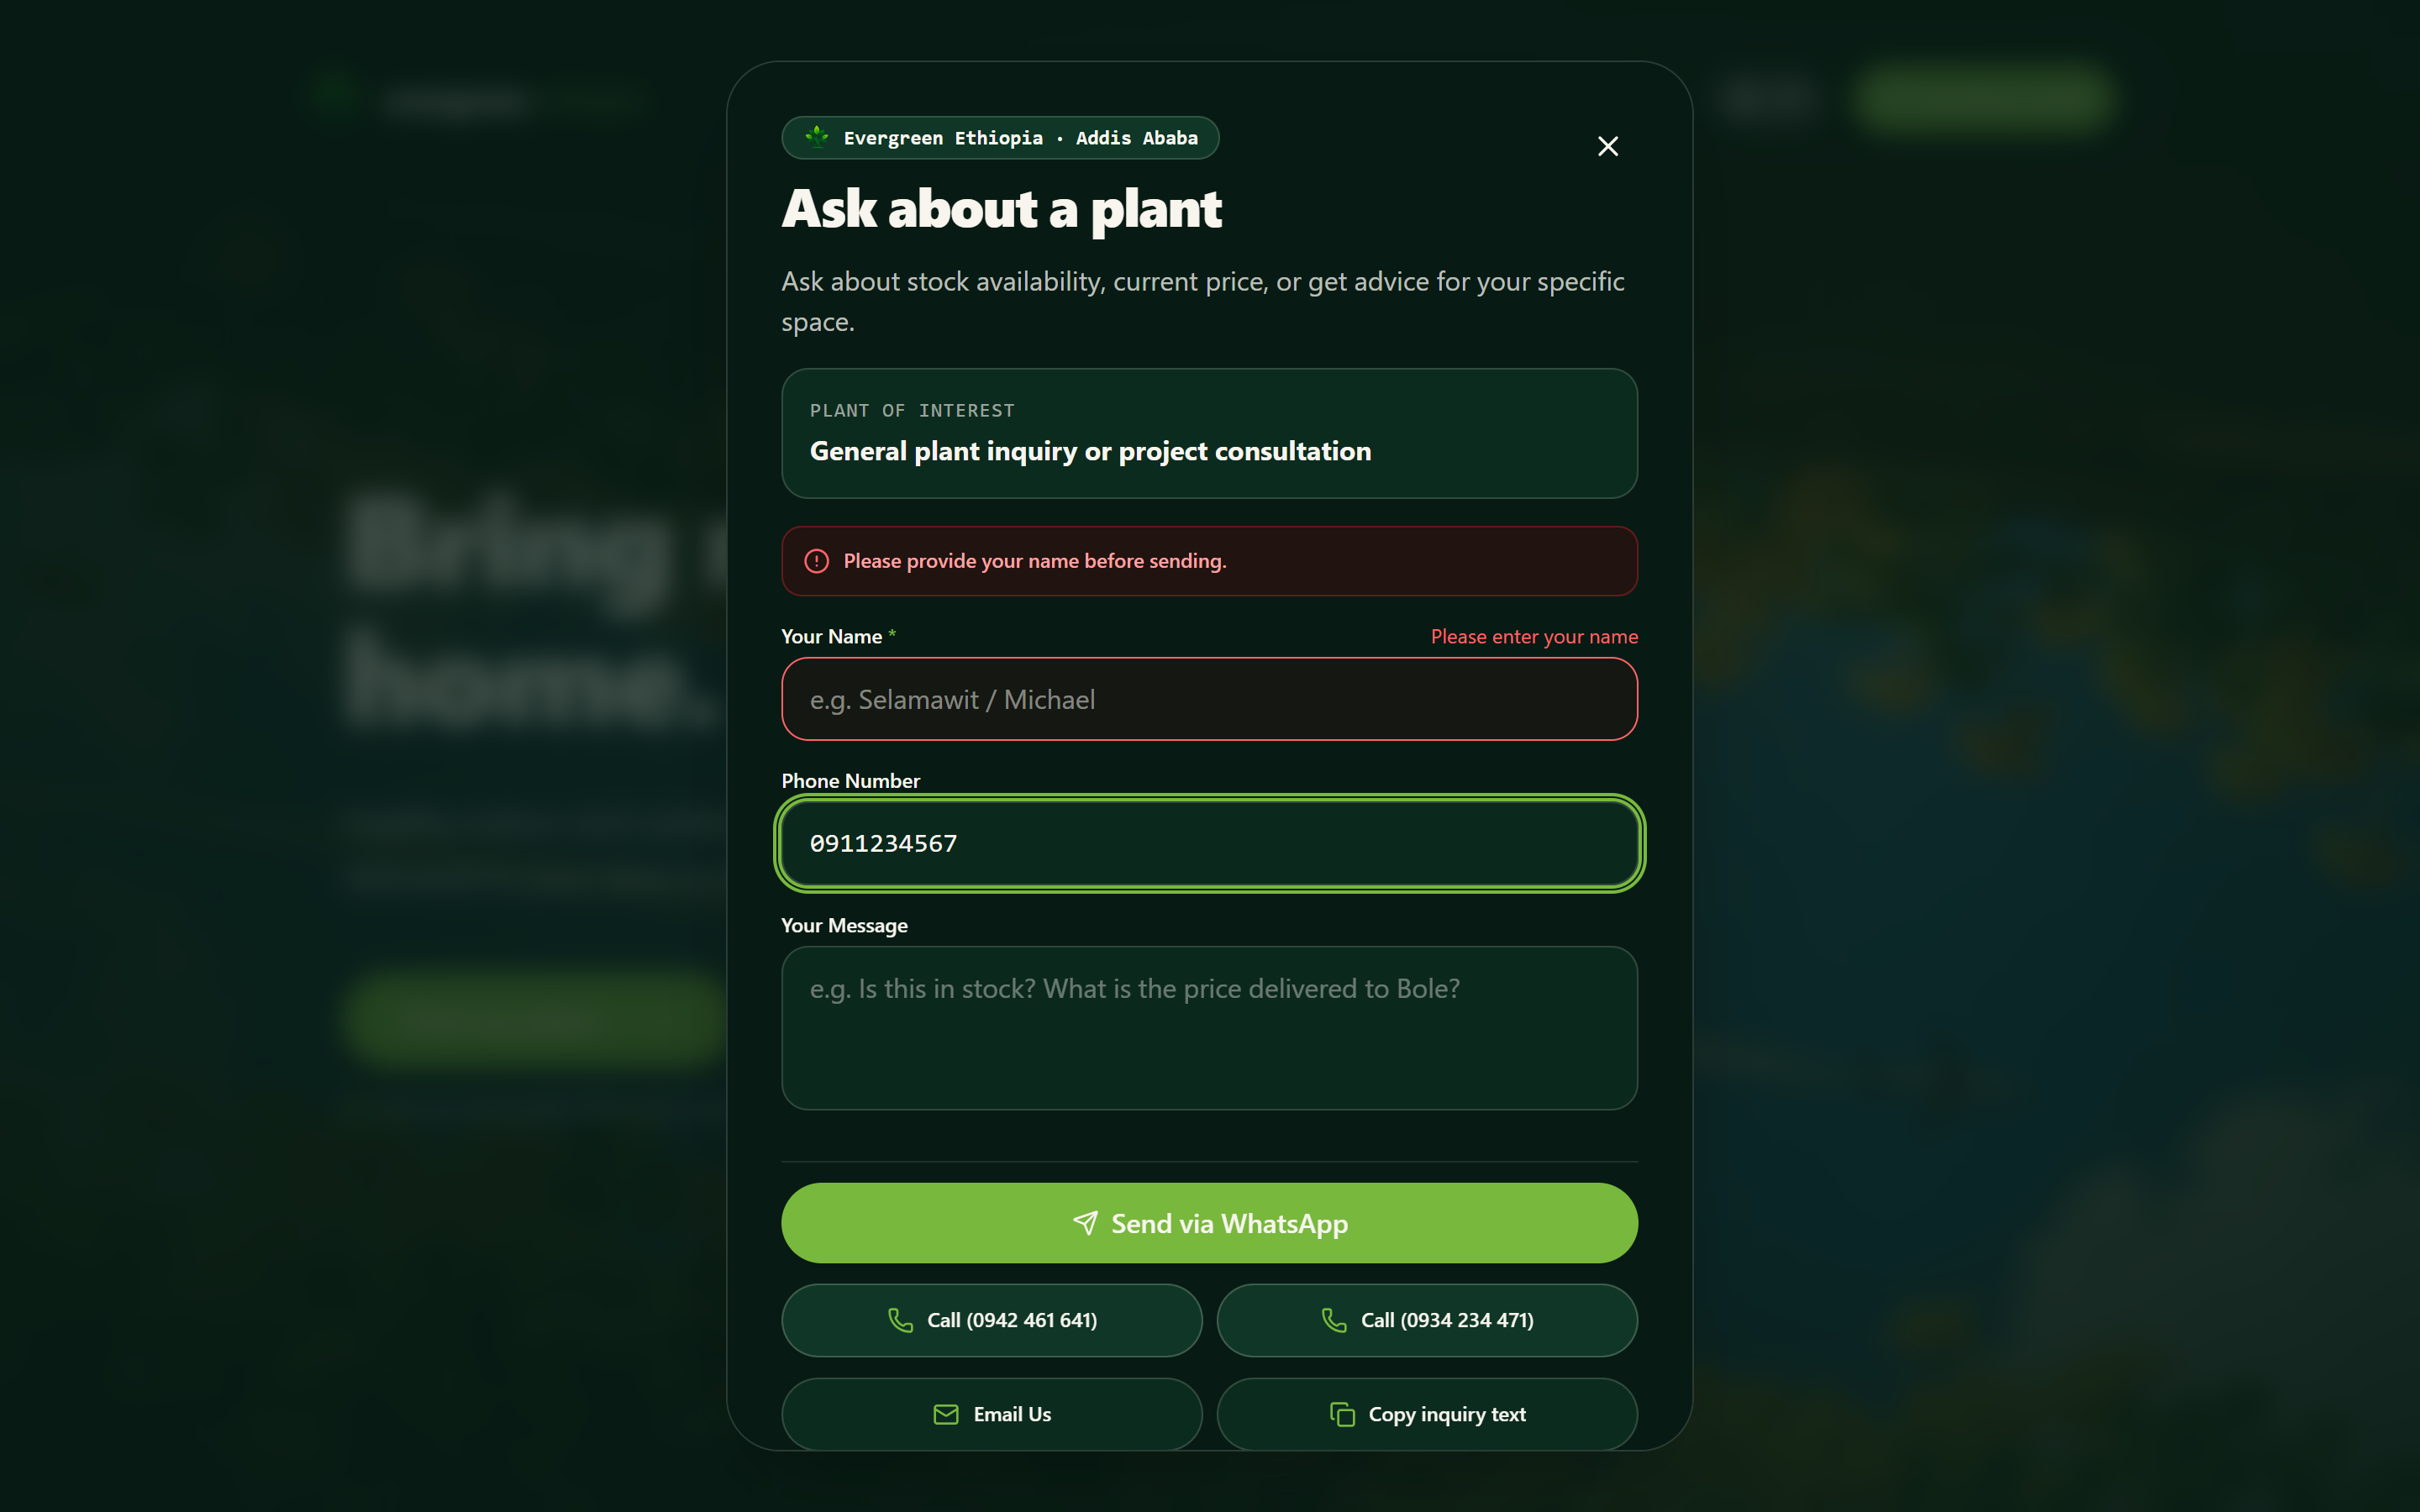 Evergreen Ethiopia • Addis Ababa
Ask about a plant
Ask about stock availability, current price, or get advice for your specific
space.
PLANT OF INTEREST
General plant inquiry or project consultation
Please provide your name before sending.
Your Name *
Please enter your name
e.g. Selamawit / Michael
Phone Number
0911234567
Your Message
e.g. Is this in stock? What is the price delivered to Bole?
Send via WhatsApp
Call (0942 461 641)
Call (0934 234 471)
Email Us
Copy inquiry text
Bring
home.